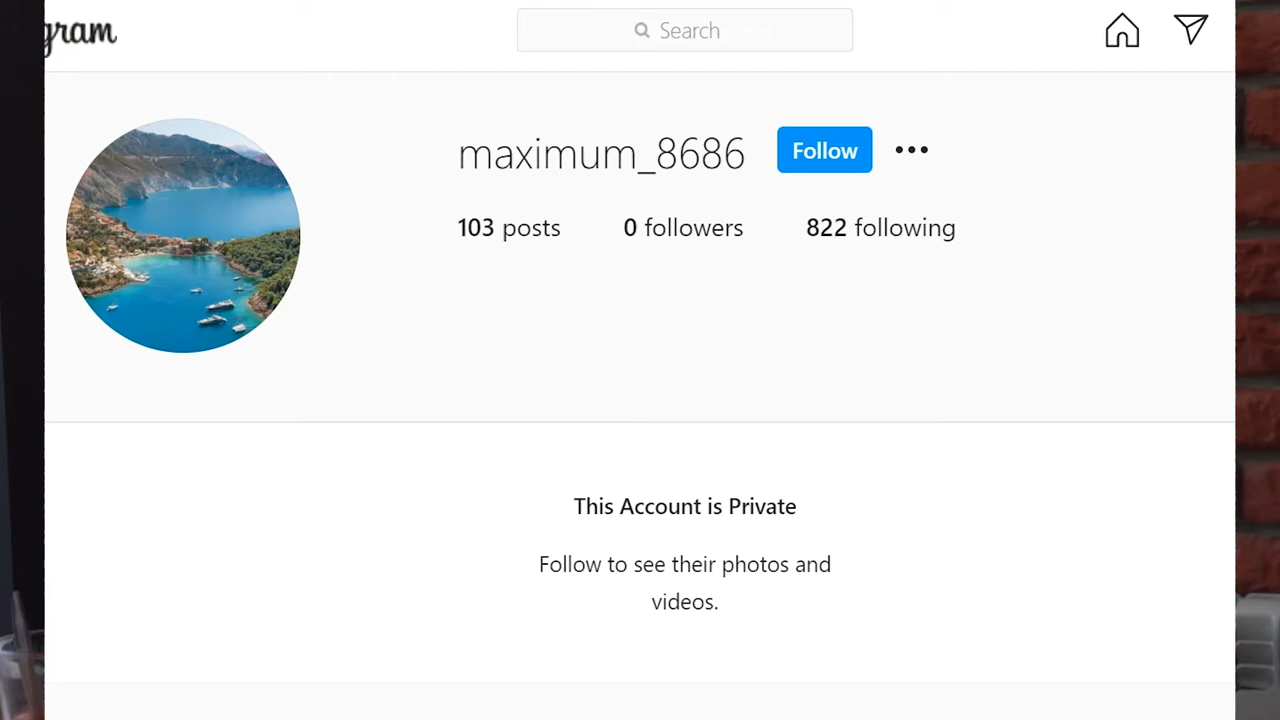 gram
Search
maximum_8686 Follow
103 posts 0 followers 822 following
This Account is Private
Follow to see their photos and
videos.